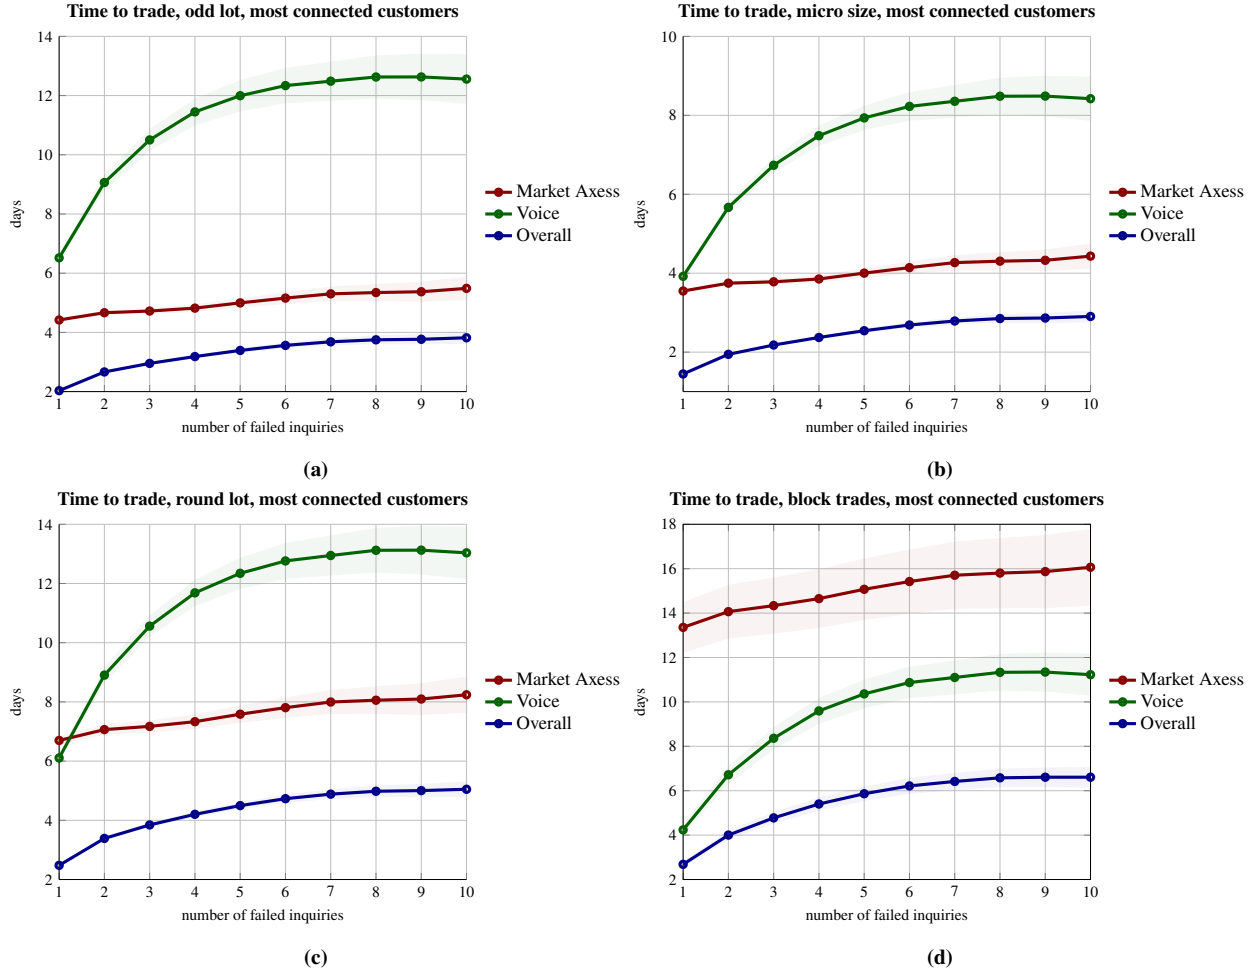 Time to trade, odd lot, most connected customers
14
12
10
8
6
4
2
days
1 2 3 4 5 6 7 8 9 10
number of failed inquiries
Market Axess
Voice
Overall
(a)
Time to trade, micro size, most connected customers
10
8
6
4
2
days
1 2 3 4 5 6 7 8 9 10
number of failed inquiries
Market Axess
Voice
Overall
(b)
Time to trade, round lot, most connected customers
14
12
10
8
6
4
2
days
1 2 3 4 5 6 7 8 9 10
number of failed inquiries
Market Axess
Voice
Overall
(c)
Time to trade, block trades, most connected customers
18
16
14
12
10
8
6
4
2
days
1 2 3 4 5 6 7 8 9 10
number of failed inquiries
Market Axess
Voice
Overall
(d)